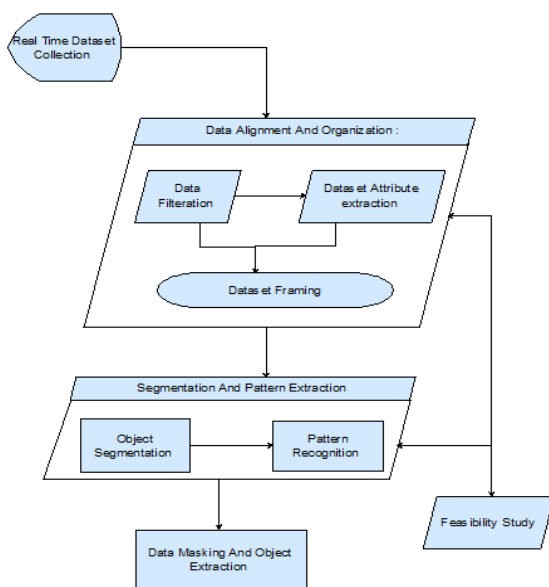 Real Time Dataset
Collection
Data Alignment And Organization :
Data
Filteration
Dataset Attribute
extraction
Dataset Framing
Segmentation And Pattern Extraction
Object
Segmentation
Pattern
Recognition
Feasibility Study
Data Masking And Object
Extraction